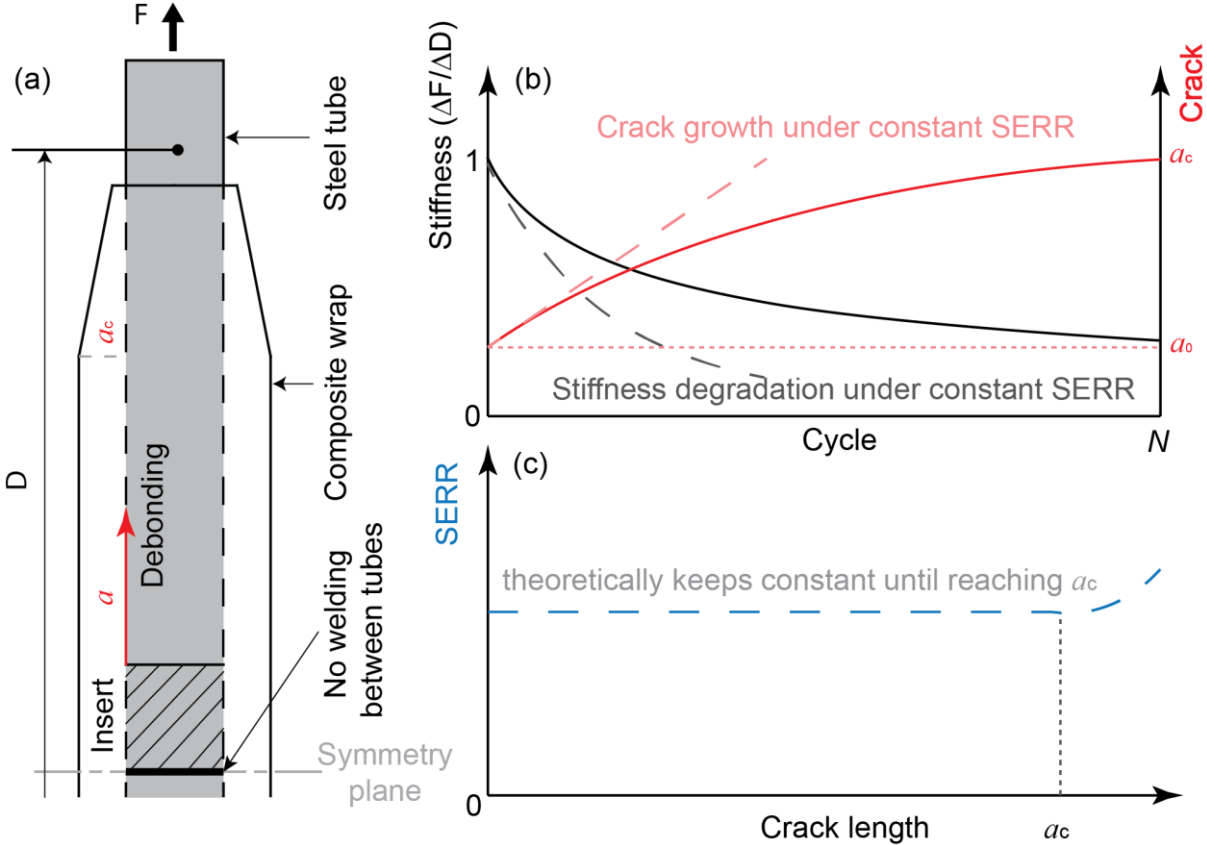 (a)
F
Steel tube
Composite wrap
No welding
between tubes
ac
D
Debonding
a
Insert
Symmetry
plane
(b)
Stiffness (ΔF/ΔD)
Crack
Crack growth under constant SERR
1
ac
a0
Stiffness degradation under constant SERR
0
Cycle
N
(c)
SERR
theoretically keeps constant until reaching ac
0
Crack length
ac